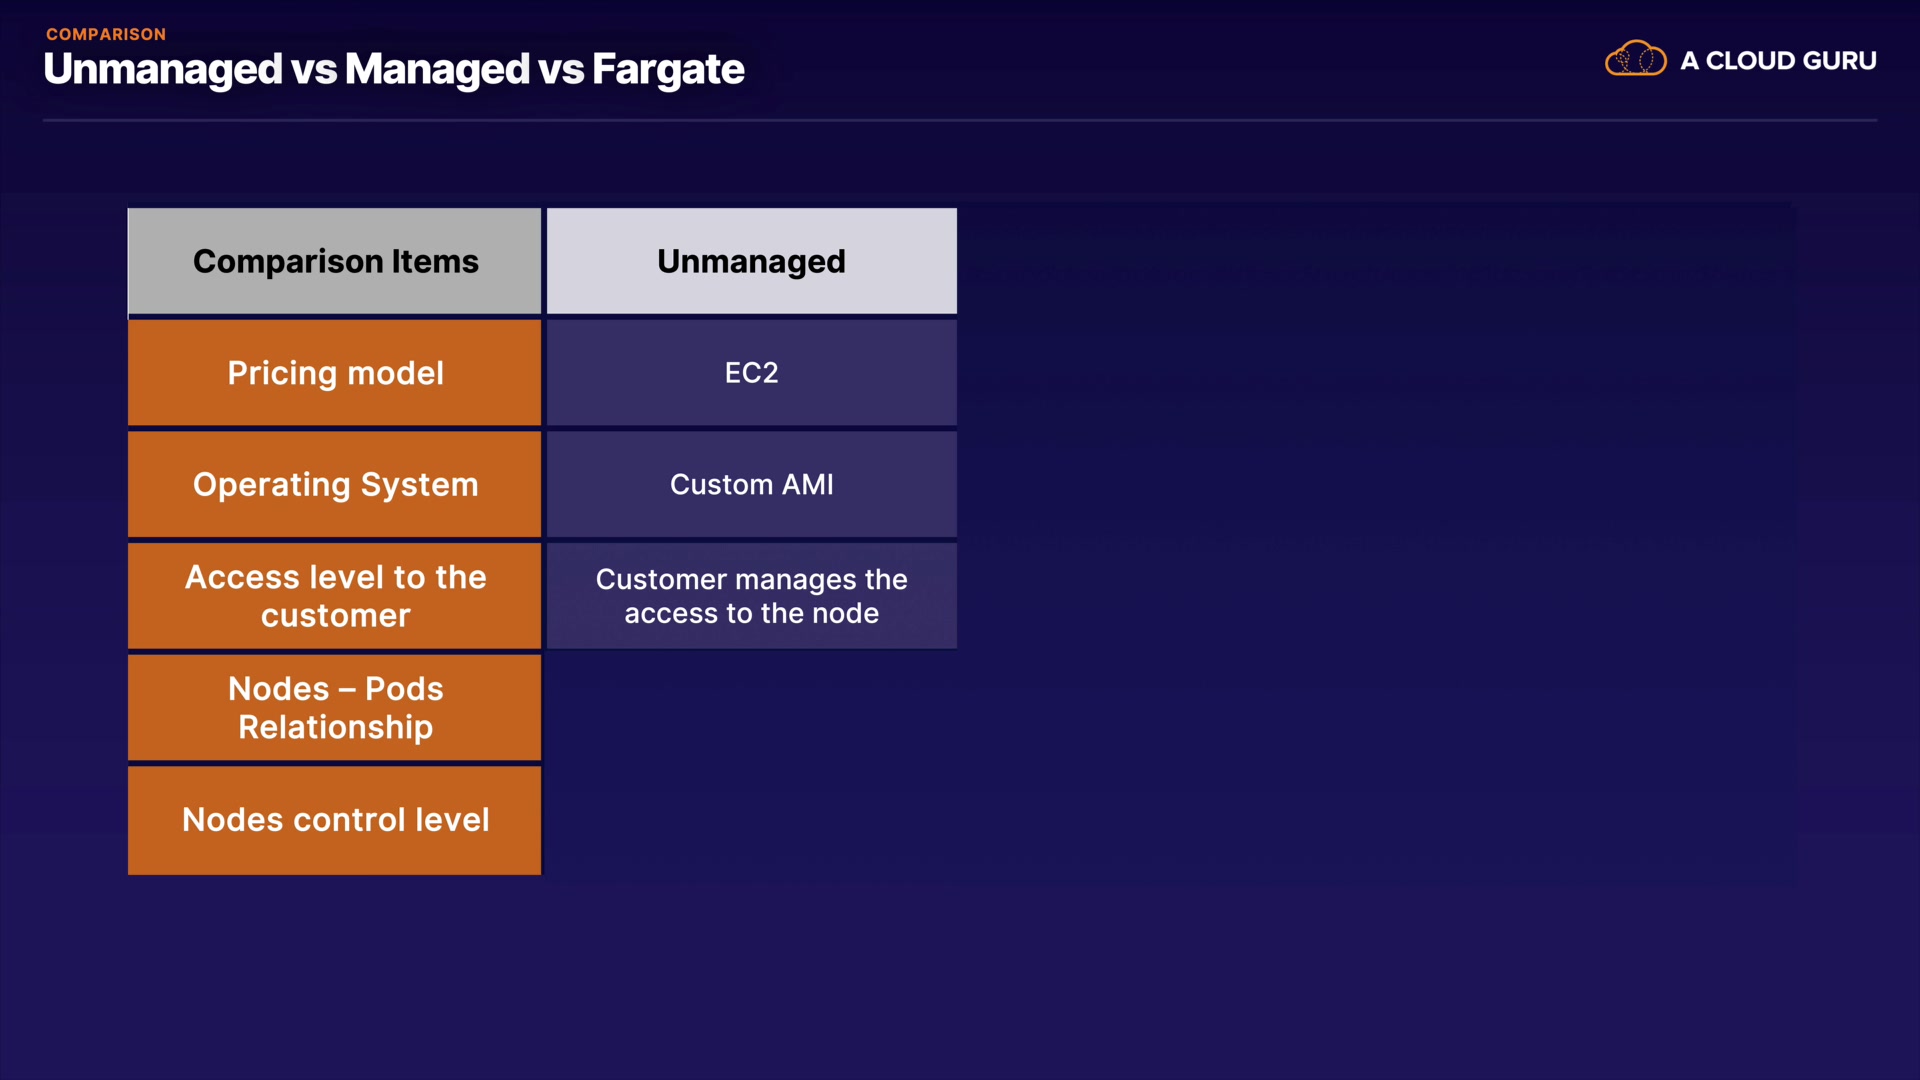 COMPARISON
Unmanaged vs Managed vs Fargate
A CLOUD GURU
Comparison Items
Unmanaged
Pricing model
EC2
Operating System
Custom AMI
Access level to the
customer
Customer manages the
access to the node
Nodes – Pods
Relationship
Nodes control level